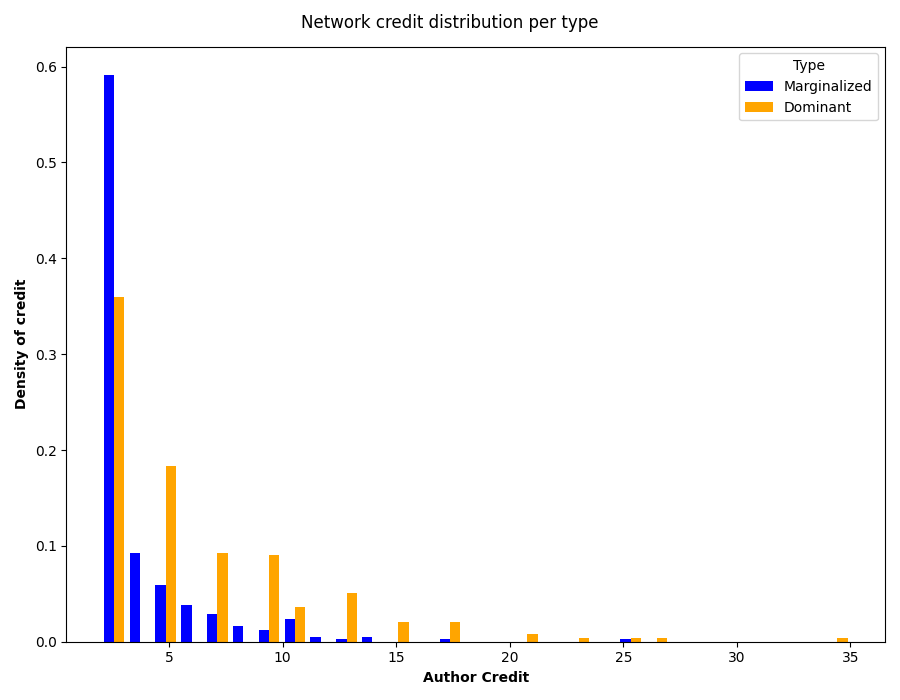 Network credit distribution per type
Type
Marginalized
Dominant
Density of credit
0.6
0.5
0.4
0.3
0.2
0.1
0.0
5 10 15 20 25 30 35
Author Credit